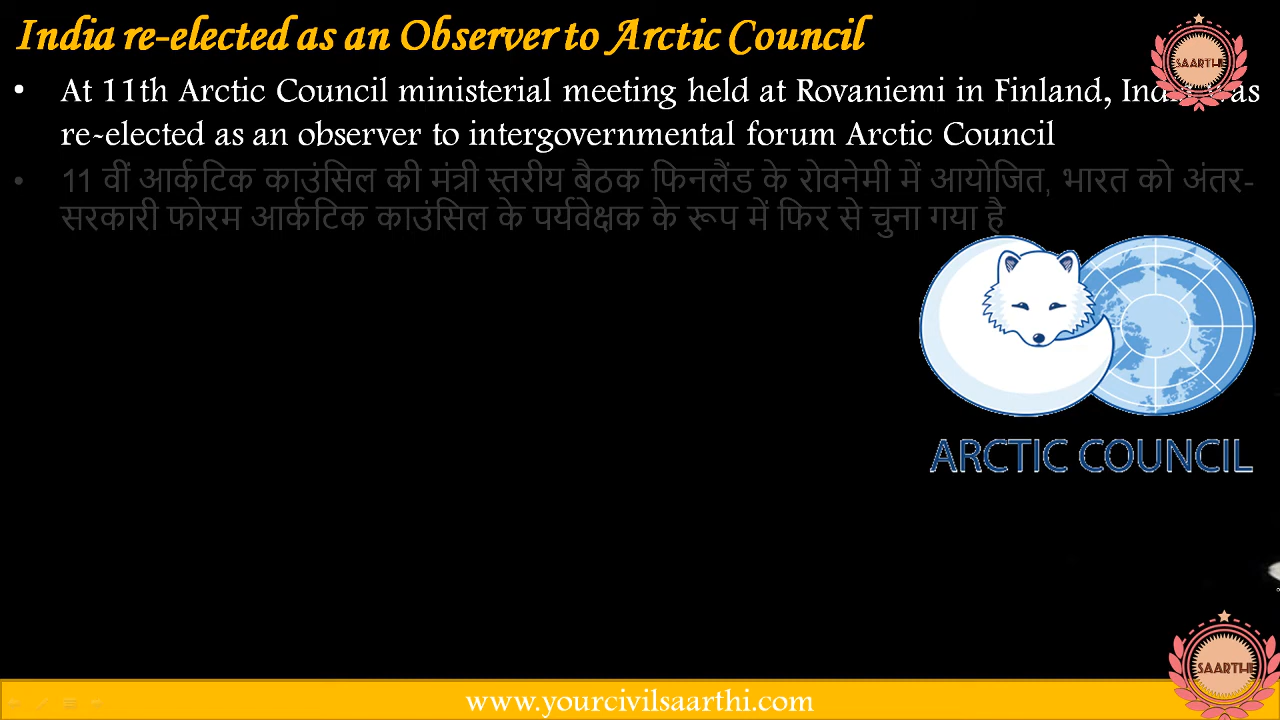 India re-elected as an Observer to Arctic Council
SAARTHI
• At 11th Arctic Council ministerial meeting held at Rovaniemi in Finland, India was
re-elected as an observer to intergovernmental forum Arctic Council
• 11 वीं आर्कटिक काउंसिल की मंत्री स्तरीय बैठक फिनलैंड के रोवनेमी में आयोजित, भारत को अंतर-
सरकारी फोरम आर्कटिक काउंसिल के पर्यवेक्षक के रूप में फिर से चुना गया है
ARCTIC COUNCIL
SAARTHI
www.yourcivilsaarthi.com